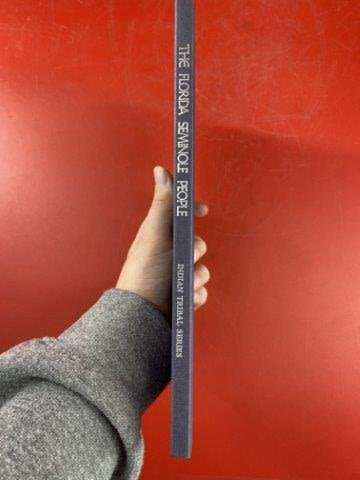 THE FLORIDA SEMINOLE PEOPLE
INDIAN TRIBAL SERIES